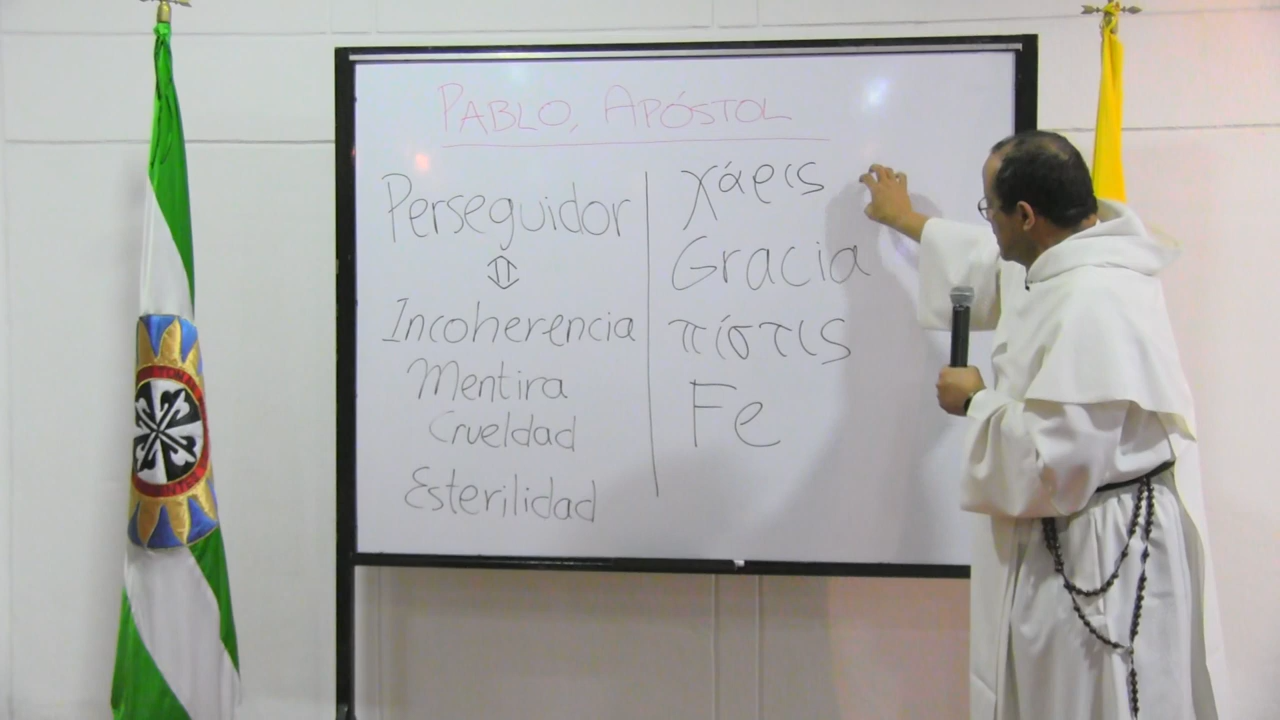 PABLO, APÓSTOL
Perseguidor
⇕
Incoherencia
Mentira
Crueldad
Esterilidad
χάρις
Gracia
πίστις
Fe